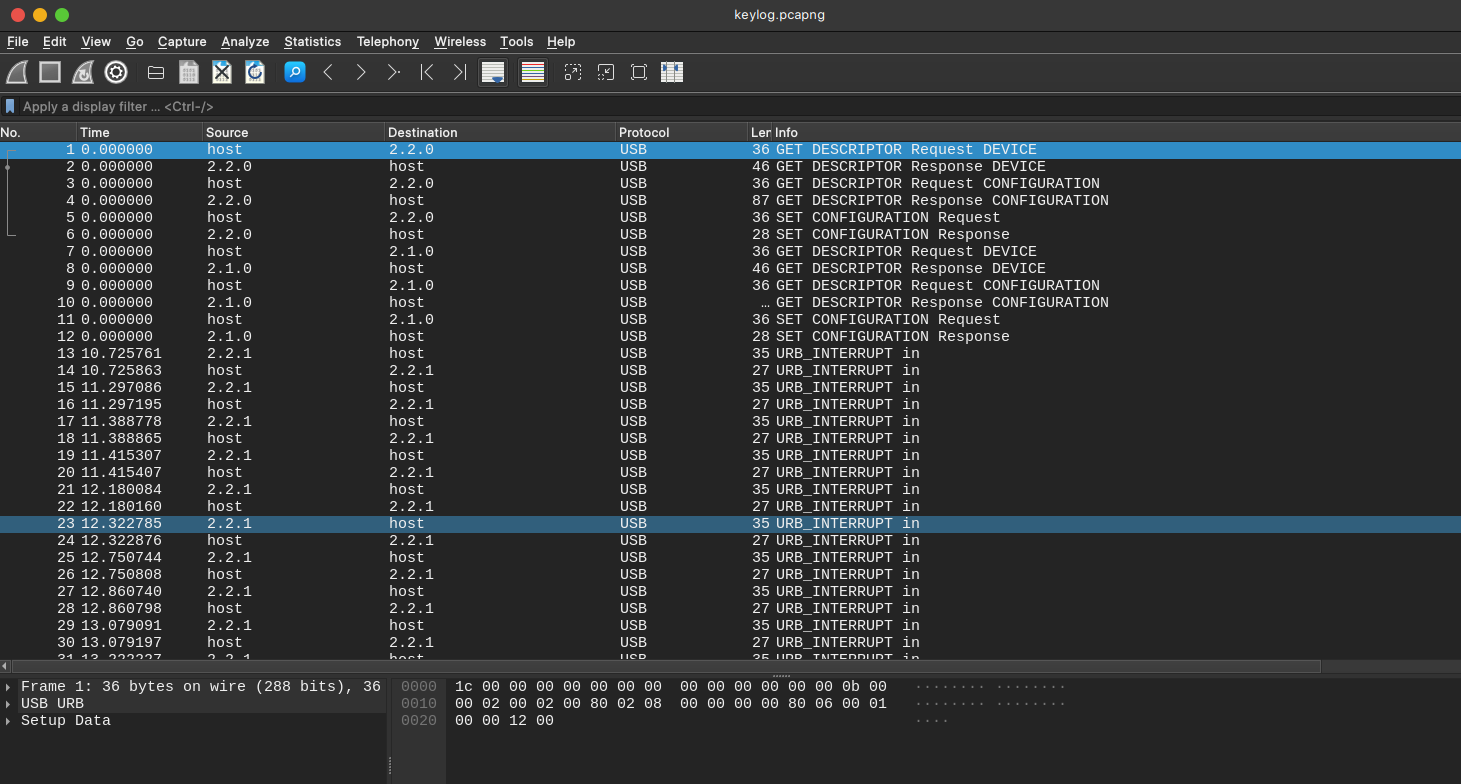 keylog.pcapng
File Edit View Go Capture Analyze Statistics Telephony Wireless Tools Help
Apply a display filter ... <Ctrl-/>
No. Time Source Destination Protocol Ler Info
1 0.000000 host 2.2.0 USB 36 GET DESCRIPTOR Request DEVICE
2 0.000000 2.2.0 host USB 46 GET DESCRIPTOR Response DEVICE
3 0.000000 host 2.2.0 USB 36 GET DESCRIPTOR Request CONFIGURATION
4 0.000000 2.2.0 host USB 87 GET DESCRIPTOR Response CONFIGURATION
5 0.000000 host 2.2.0 USB 36 SET CONFIGURATION Request
6 0.000000 2.2.0 host USB 28 SET CONFIGURATION Response
7 0.000000 host 2.1.0 USB 36 GET DESCRIPTOR Request DEVICE
8 0.000000 2.1.0 host USB 46 GET DESCRIPTOR Response DEVICE
9 0.000000 host 2.1.0 USB 36 GET DESCRIPTOR Request CONFIGURATION
10 0.000000 2.1.0 host USB … GET DESCRIPTOR Response CONFIGURATION
11 0.000000 host 2.1.0 USB 36 SET CONFIGURATION Request
12 0.000000 2.1.0 host USB 28 SET CONFIGURATION Response
13 10.725761 2.2.1 host USB 35 URB_INTERRUPT in
14 10.725863 host 2.2.1 USB 27 URB_INTERRUPT in
15 11.297086 2.2.1 host USB 35 URB_INTERRUPT in
16 11.297195 host 2.2.1 USB 27 URB_INTERRUPT in
17 11.388778 2.2.1 host USB 35 URB_INTERRUPT in
18 11.388865 host 2.2.1 USB 27 URB_INTERRUPT in
19 11.415307 2.2.1 host USB 35 URB_INTERRUPT in
20 11.415407 host 2.2.1 USB 27 URB_INTERRUPT in
21 12.180084 2.2.1 host USB 35 URB_INTERRUPT in
22 12.180160 host 2.2.1 USB 27 URB_INTERRUPT in
23 12.322785 2.2.1 host USB 35 URB_INTERRUPT in
24 12.322876 host 2.2.1 USB 27 URB_INTERRUPT in
25 12.750744 2.2.1 host USB 35 URB_INTERRUPT in
26 12.750808 host 2.2.1 USB 27 URB_INTERRUPT in
27 12.860740 2.2.1 host USB 35 URB_INTERRUPT in
28 12.860798 host 2.2.1 USB 27 URB_INTERRUPT in
29 13.079091 2.2.1 host USB 35 URB_INTERRUPT in
30 13.079197 host 2.2.1 USB 27 URB_INTERRUPT in
Frame 1: 36 bytes on wire (288 bits), 36
USB URB
Setup Data
0000 1c 00 00 00 00 00 00 00 00 00 00 00 00 00 0b 00 ········ ········
0010 00 02 00 02 00 80 02 08 00 00 00 00 80 06 00 01 ········ ········
0020 00 00 12 00 ····